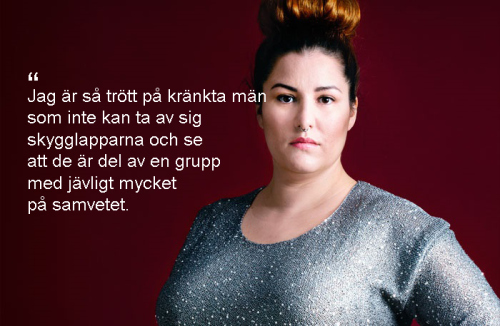 “
Jag är så trött på kränkta män
som inte kan ta av sig
skygglapparna och se
att de är del av en grupp
med jävligt mycket
på samvetet.